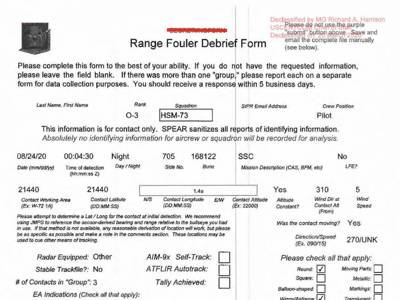 Declassified by MG Richard A. Harrison
Please do not use the purple
"submit" button above. Save and
email the complete file manually
(see below).
Range Fouler Debrief Form
Please complete this form to the best of your ability. If you do not have the requested information,
please leave the field blank. If there was more than one "group," please report each on a separate
form for data collection purposes. You should receive a response within 5 business days.
Last Name, First Name Rank Squadron SIPR Email Address Crew Position
O-3 HSM-73 Pilot
This information is for contact only. SPEAR sanitizes all reports of identifying information.
Absolutely no identifying information for aircrew or squadron will be recorded for analysis.
08/24/20 00:04:30 Night 705 168122 SSC No
Date (mm/dd/yy) Time of detection Day / Night Side No. Buno Mission Description (CAS, BPM, etc) LFE?
(hh:mm:ss Z)
21440 21440 1.4a Yes 310 5
Contact Working Area Contact Latitude N/S Contact Longitude E/W Contact Altitude Altitude Wind Dir at Wind
(Ex: W-72 1A) (DD:MM:SS) (DD:MM:SS) (Ex: 22000) Constant? Contact Alt Speed
(From)
Please attempt to determine a Lat / Long for the contact at initial detection. We recommend
using JMPS to reference the sensor-derived bearing and range relative to the bullseye you had
in use. If that method is not available, any reasonable derivation of location will work, but please
be as specific as possible and make a note in the comments section. These locations may be
used to cue other means of tracking.
Was the contact moving? Yes
Direction/Speed 270/UNK
(Ex. 090/15)
Radar Equipped: Other AIM-9x Self-Track:
Stable Trackfile?: No ATFLIR Autotrack:
# of Contacts in "Group": 3 Tally Achieved:
EA Indications (Check all that apply):
Please check all that apply:
Round: Moving Parts:
Square: Metallic:
Balloon-shaped: Markings:
Wings/Airframe: